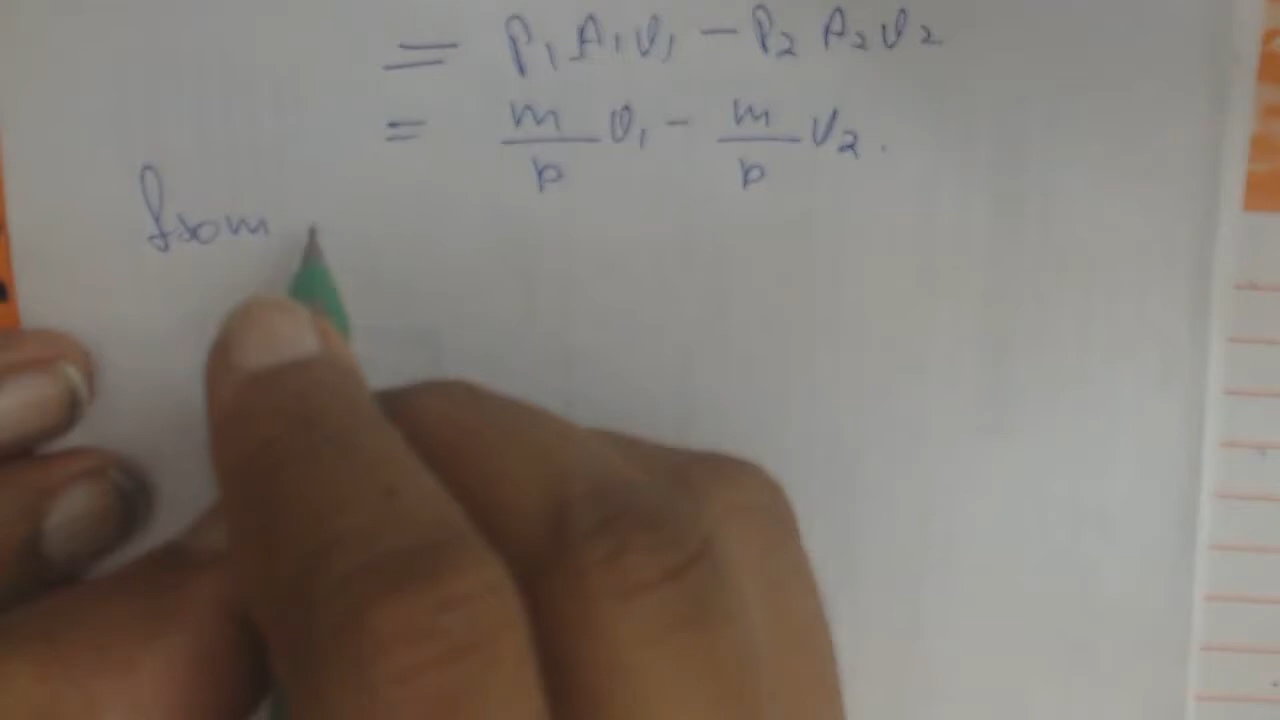 = P₁ A₁ v₁ - P₂ A₂ v₂
= m/p v₁ - m/p v₂.
from